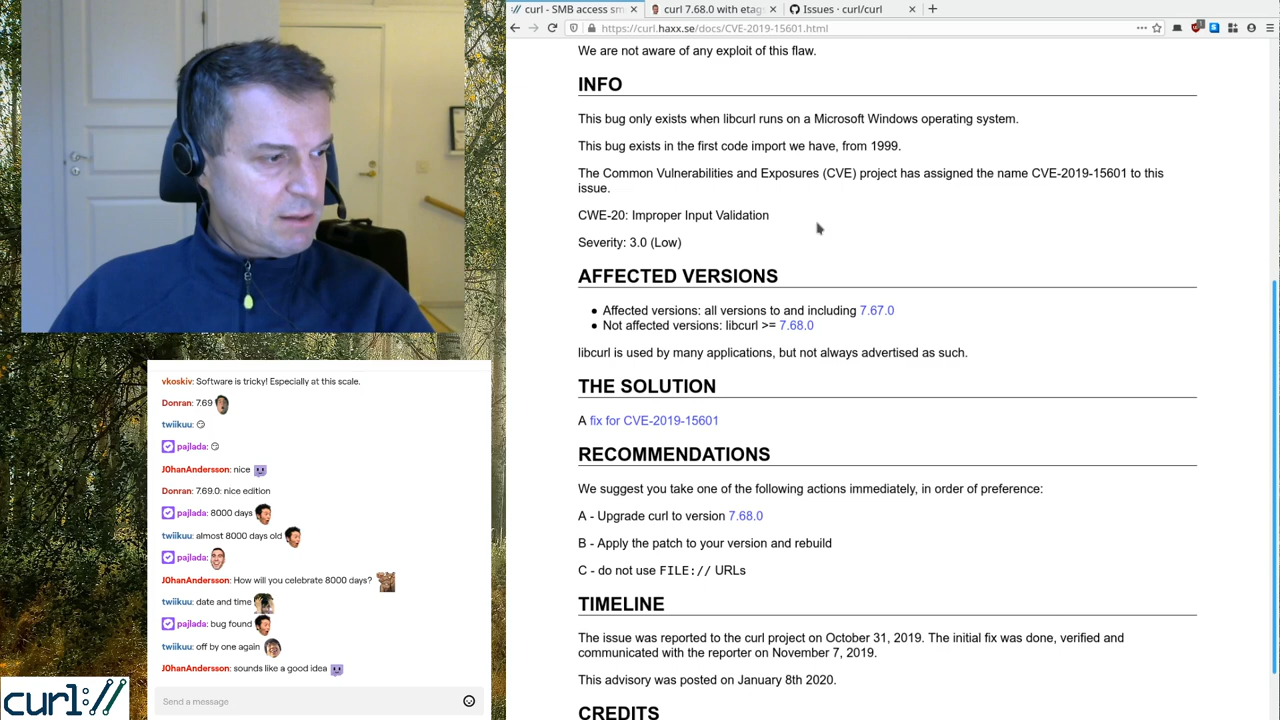 curl - SMB access sm
curl 7.68.0 with etag
Issues · curl/curl
https://curl.haxx.se/docs/CVE-2019-15601.html
We are not aware of any exploit of this flaw.
INFO
This bug only exists when libcurl runs on a Microsoft Windows operating system.
This bug exists in the first code import we have, from 1999.
The Common Vulnerabilities and Exposures (CVE) project has assigned the name CVE-2019-15601 to this
issue.
CWE-20: Improper Input Validation
Severity: 3.0 (Low)
AFFECTED VERSIONS
• Affected versions: all versions to and including 7.67.0
• Not affected versions: libcurl >= 7.68.0
libcurl is used by many applications, but not always advertised as such.
THE SOLUTION
A fix for CVE-2019-15601
RECOMMENDATIONS
We suggest you take one of the following actions immediately, in order of preference:
A - Upgrade curl to version 7.68.0
B - Apply the patch to your version and rebuild
C - do not use FILE:// URLs
TIMELINE
The issue was reported to the curl project on October 31, 2019. The initial fix was done, verified and
communicated with the reporter on November 7, 2019.
This advisory was posted on January 8th 2020.
CREDITS
vkoskiv: Software is tricky! Especially at this scale.
Donran: 7.69
twiikuu:
pajlada:
J0hanAndersson: nice
Donran: 7.69.0: nice edition
pajlada: 8000 days
twiikuu: almost 8000 days old
pajlada:
J0hanAndersson: How will you celebrate 8000 days?
twiikuu: date and time
pajlada: bug found
twiikuu: off by one again
J0hanAndersson: sounds like a good idea
Send a message
curl://